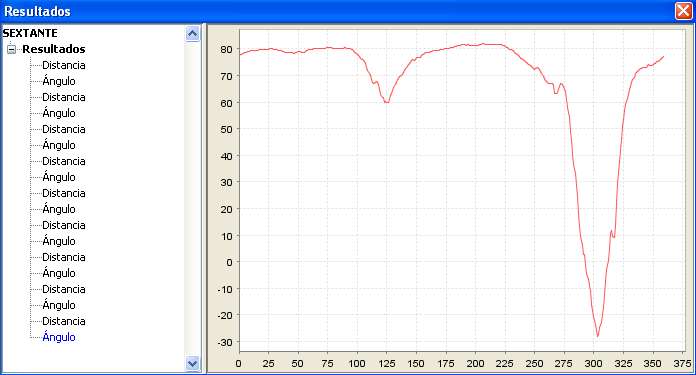 Resultados
SEXTANTE
Resultados
Distancia
Ángulo
Distancia
Ángulo
Distancia
Ángulo
Distancia
Ángulo
Distancia
Ángulo
Distancia
Ángulo
Distancia
Ángulo
Distancia
Ángulo
Distancia
Ángulo
80
70
60
50
40
30
20
10
0
-10
-20
-30
0 25 50 75 100 125 150 175 200 225 250 275 300 325 350 375